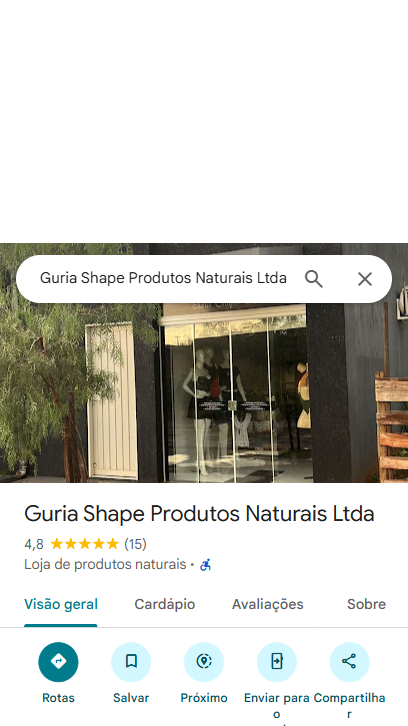 Guria Shape Produtos Naturais Ltda
Guria Shape Produtos Naturais Ltda
4,8 (15)
Loja de produtos naturais ·
Visão geral Cardápio Avaliações Sobre
Rotas Salvar Próximo Enviar para Compartilha
o r